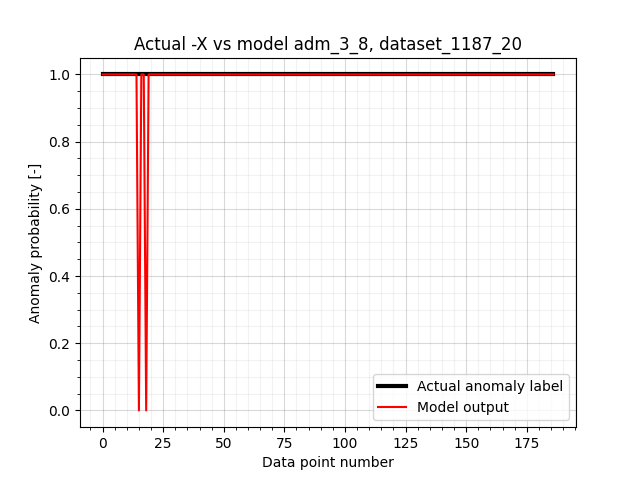 Actual -X vs model adm_3_8, dataset_1187_20
1.0
0.8
0.6
0.4
0.2
0.0
Anomaly probability [-]
0 25 50 75 100 125 150 175
Data point number
Actual anomaly label
Model output